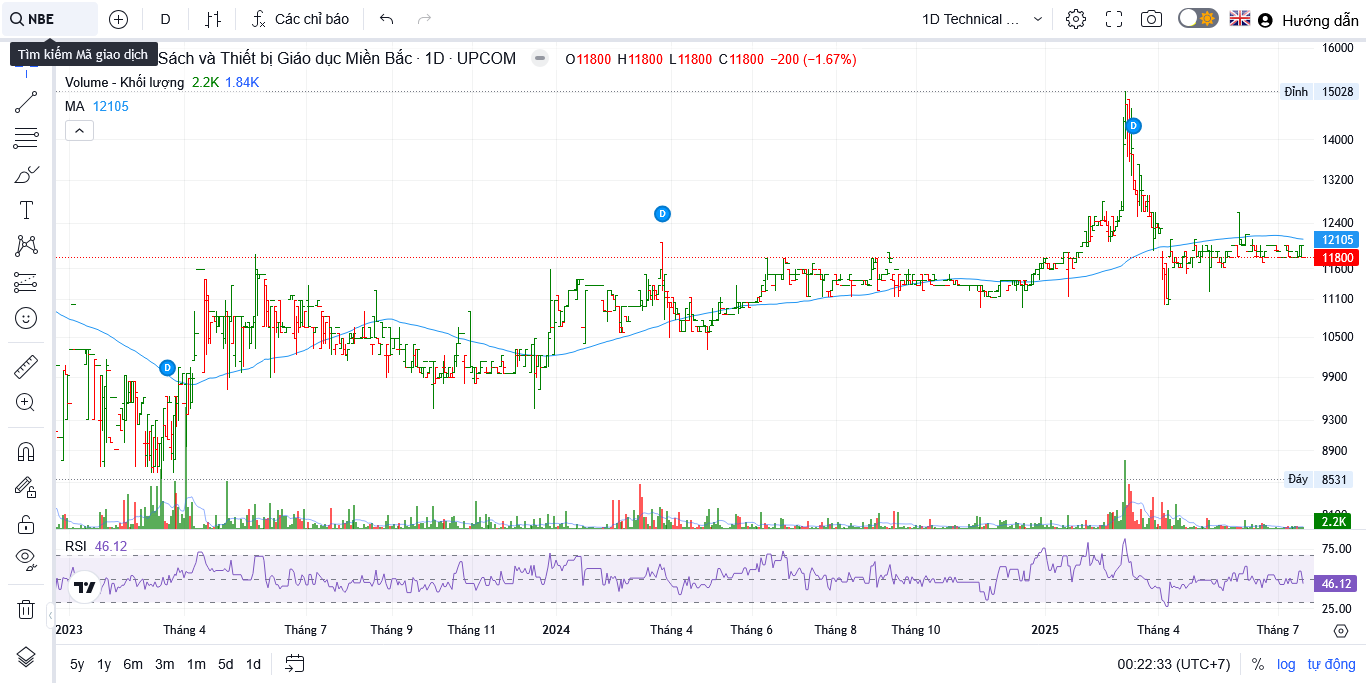 NBE
D
Các chỉ báo
1D Technical ...
Hướng dẫn
Tìm kiếm Mã giao dịch
Sách và Thiết bị Giáo dục Miền Bắc · 1D · UPCOM
O11800 H11800 L11800 C11800 −200 (−1.67%)
Volume - Khối lượng 2.2K 1.84K
MA 12105
16000
Đỉnh 15028
D
14000
13200
D
12400
12105
11800
11600
11100
10500
D
9900
9300
8900
Đáy 8531
2.2K
RSI 46.12
75.00
46.12
25.00
2023 Tháng 4 Tháng 7 Tháng 9 Tháng 11 2024 Tháng 4 Tháng 6 Tháng 8 Tháng 10 2025 Tháng 4 Tháng 7
5y 1y 6m 3m 1m 5d 1d
00:22:33 (UTC+7) % log tự động